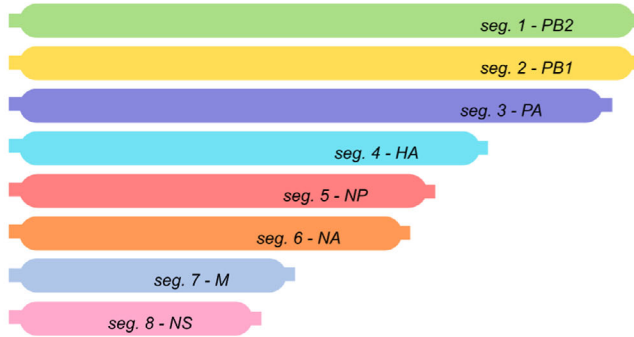 seg. 1 - PB2
seg. 2 - PB1
seg. 3 - PA
seg. 4 - HA
seg. 5 - NP
seg. 6 - NA
seg. 7 - M
seg. 8 - NS